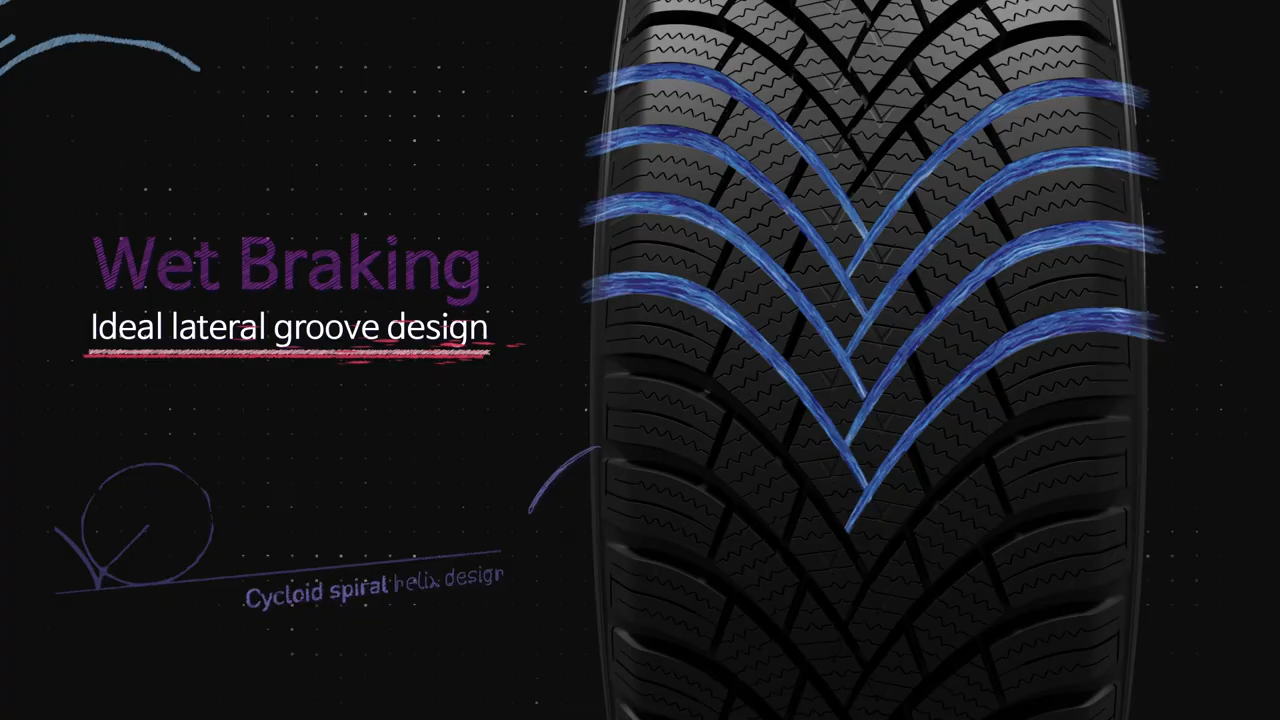 Wet Braking
Ideal lateral groove design
Cycloid spiral helix design